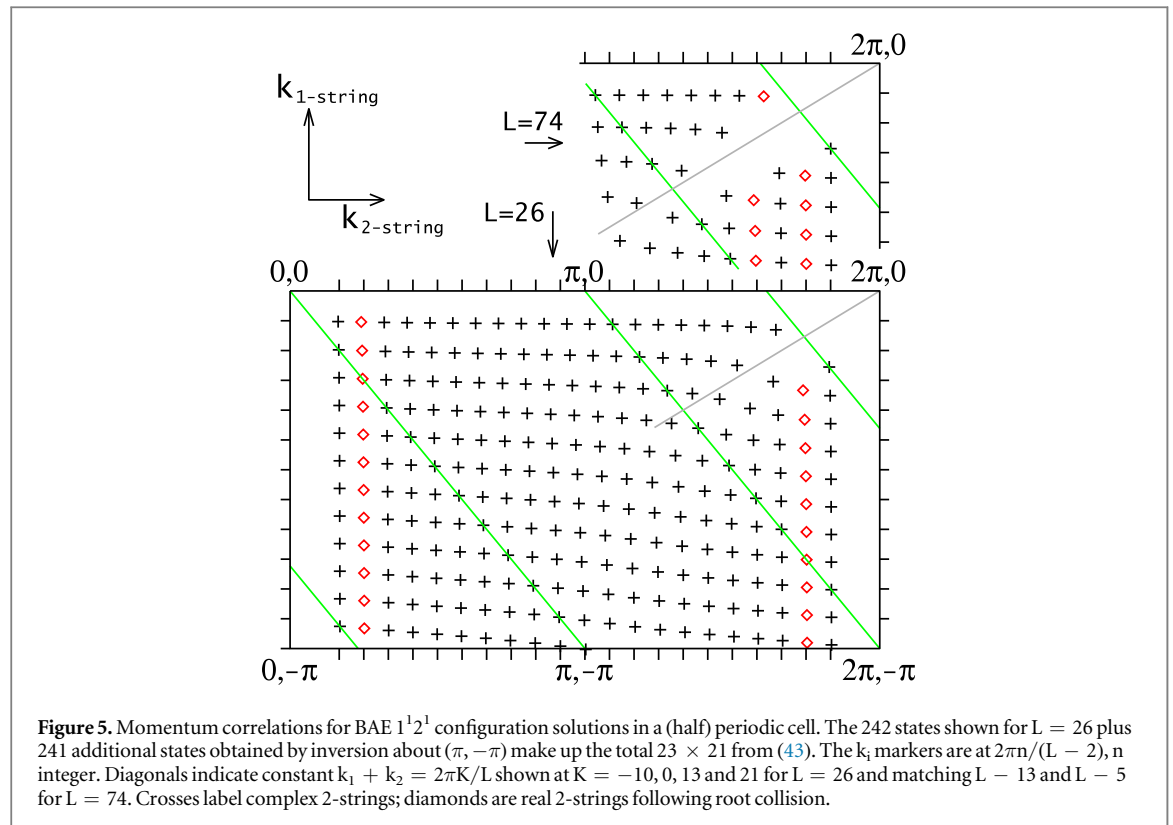 2π,0
k1-string
L=74
k2-string
L=26
0,0
π,0
2π,0
0,-π
π,-π
2π,-π
Figure 5. Momentum correlations for BAE 1¹2¹ configuration solutions in a (half) periodic cell. The 242 states shown for L = 26 plus
241 additional states obtained by inversion about (π, −π) make up the total 23 × 21 from (43). The kᵢ markers are at 2πn/(L − 2), n
integer. Diagonals indicate constant k₁ + k₂ = 2πK/L shown at K = −10, 0, 13 and 21 for L = 26 and matching L − 13 and L − 5
for L = 74. Crosses label complex 2-strings; diamonds are real 2-strings following root collision.